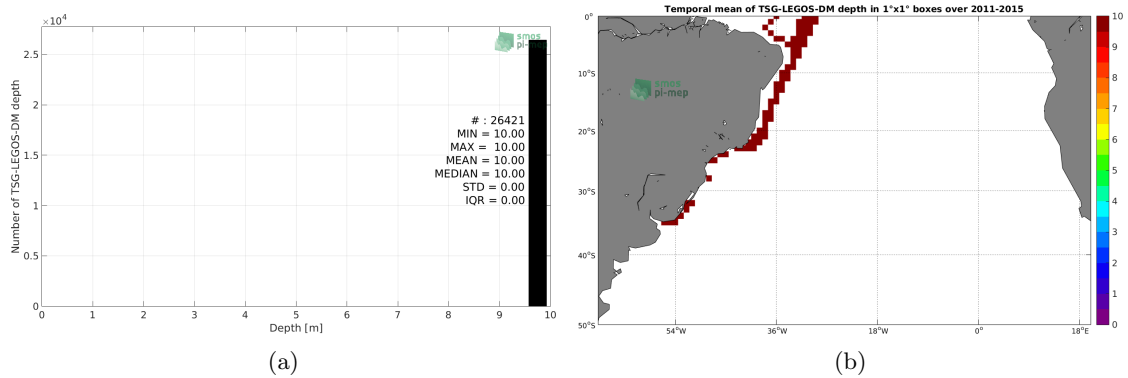 ×10⁴
2.5
2
1.5
1
0.5
0
Number of TSG-LEGOS-DM depth
smos
pi-mep
# : 26421
MIN = 10.00
MAX = 10.00
MEAN = 10.00
MEDIAN = 10.00
STD = 0.00
IQR = 0.00
0 1 2 3 4 5 6 7 8 9 10
Depth [m]
(a)
Temporal mean of TSG-LEGOS-DM depth in 1°x1° boxes over 2011-2015
0°
10°S
20°S
30°S
40°S
50°S
smos
pi-mep
54°W 36°W 18°W 0° 18°E
10
9
8
7
6
5
4
3
2
1
0
(b)